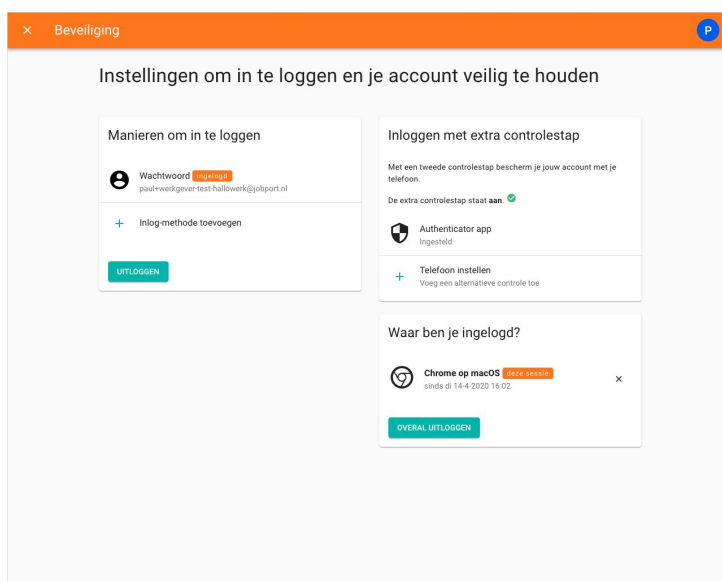 Beveiliging
P
Instellingen om in te loggen en je account veilig te houden
Manieren om in te loggen
Wachtwoord ingelogd
paul+werkgever-test-hallowerk@jobport.nl
Inlog-methode toevoegen
UITLOGGEN
Inloggen met extra controlestap
Met een tweede controlestap bescherm je jouw account met je
telefoon.
De extra controlestap staat aan.
Authenticator app
Ingesteld
Telefoon instellen
Voeg een alternatieve controle toe
Waar ben je ingelogd?
Chrome op macOS deze sessie
sinds di 14-4-2020 16:02
OVERAL UITLOGGEN